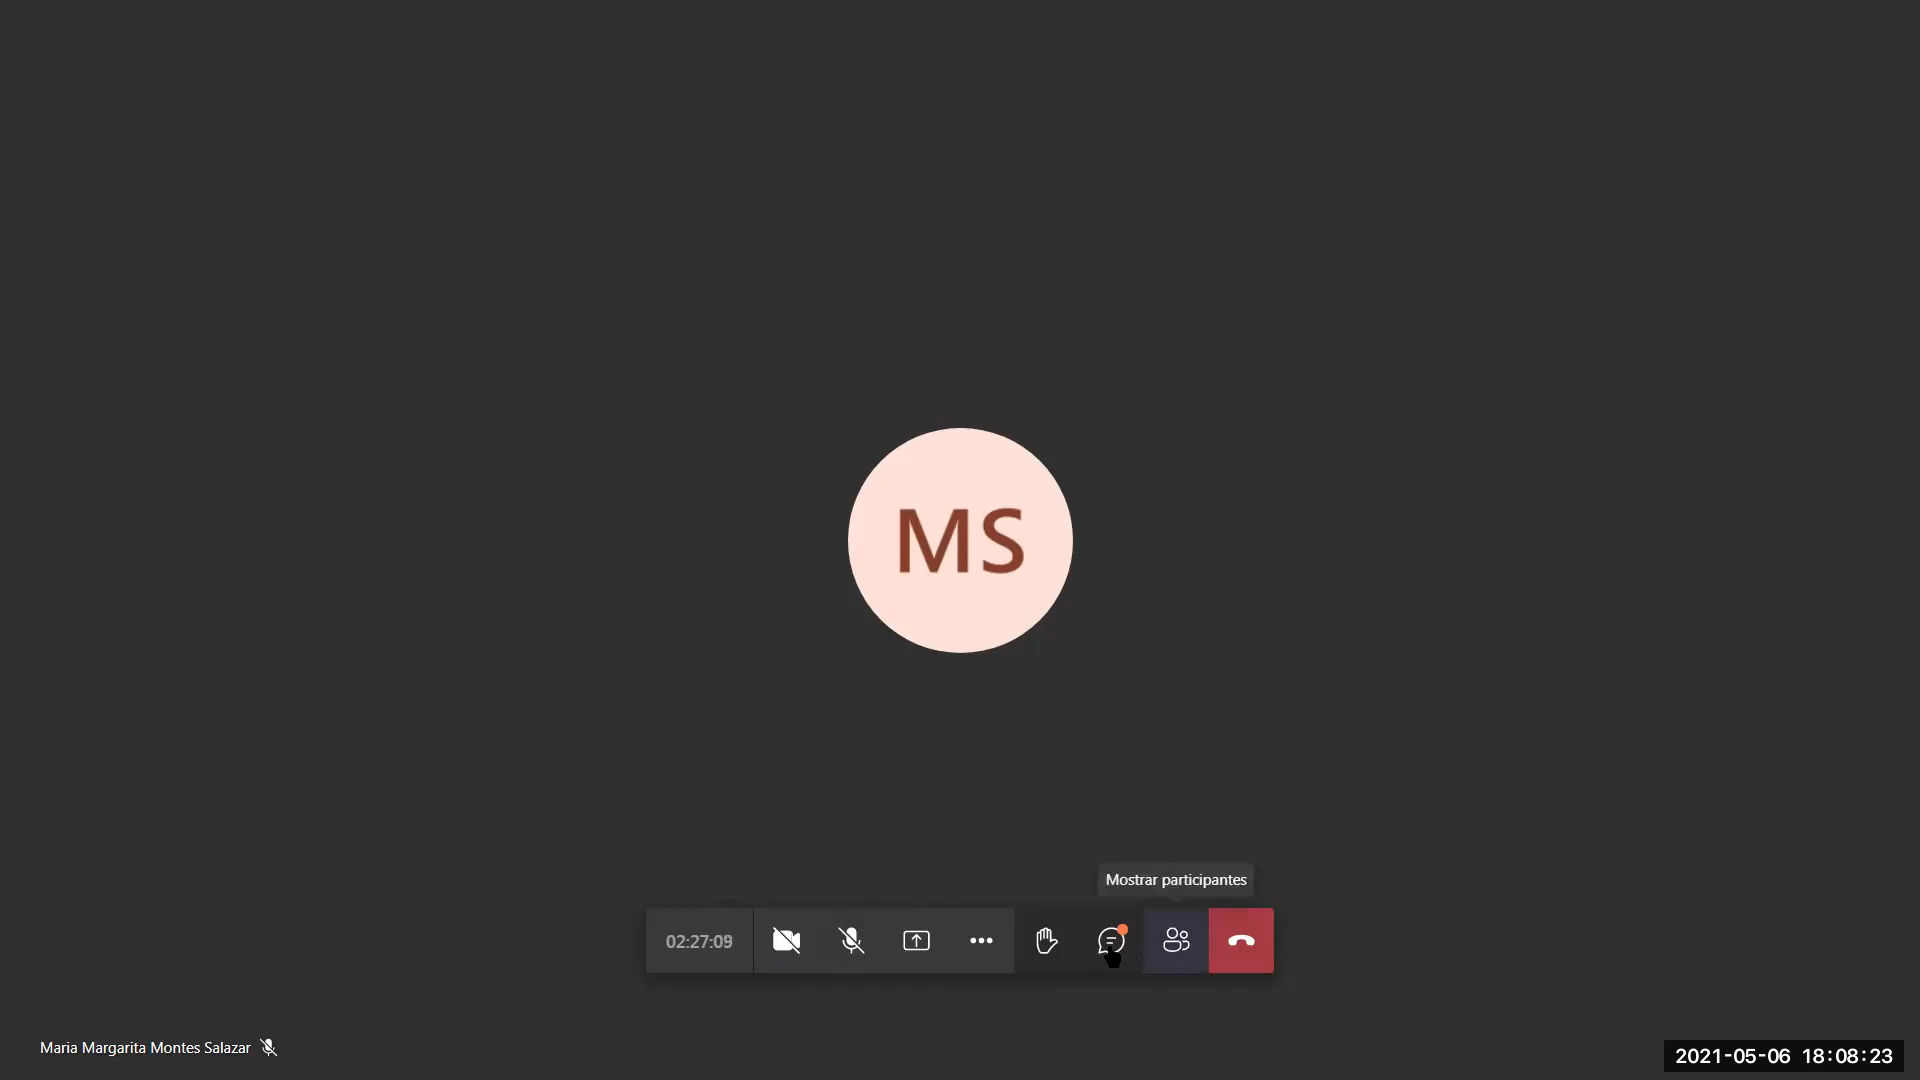 MS
Mostrar participantes
02:27:09
Maria Margarita Montes Salazar
2021-05-06 18:08:23